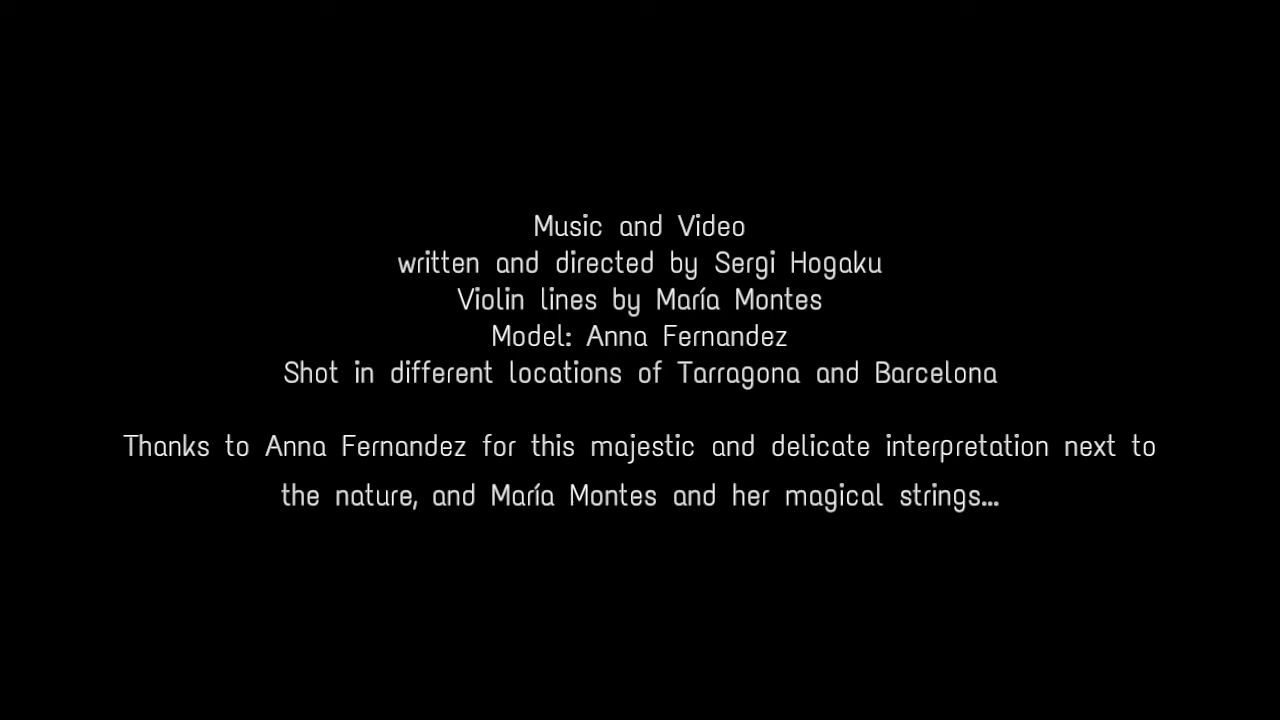 Music and Video
written and directed by Sergi Hogaku
Violin lines by María Montes
Model: Anna Fernandez
Shot in different locations of Tarragona and Barcelona
Thanks to Anna Fernandez for this majestic and delicate interpretation next to
the nature, and María Montes and her magical strings...